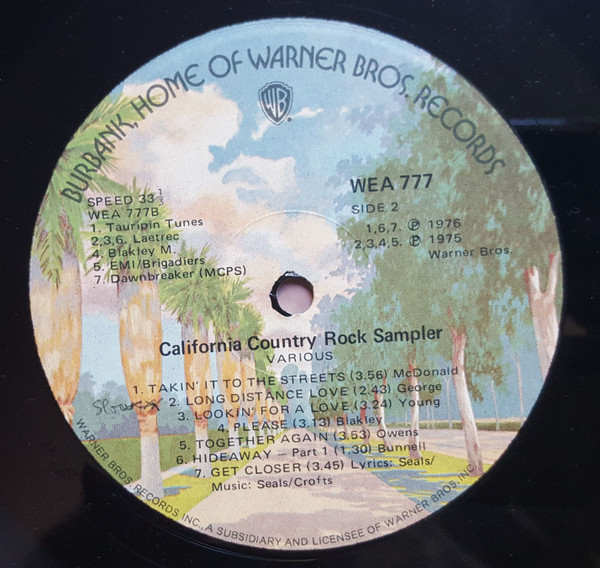 BURBANK, HOME OF WARNER BROS. RECORDS
WB
SPEED 33 1/3
WEA 777B
1. Tauripin Tunes
2,3,6. Laetrec
4. Blakley M.
5. EMI/Brigadiers
7. Dawnbreaker (MCPS)
WEA 777
SIDE 2
1,6,7. ℗ 1976
2,3,4,5. ℗ 1975
Warner Bros.
California Country Rock Sampler
VARIOUS
1. TAKIN' IT TO THE STREETS (3.56) McDonald
2. LONG DISTANCE LOVE (2.43) George
3. LOOKIN' FOR A LOVE (3.24) Young
4. PLEASE (3.13) Blakley
5. TOGETHER AGAIN (3.53) Owens
6. HIDEAWAY – Part 1 (1.30) Bunnell
7. GET CLOSER (3.45) Lyrics: Seals/
Music: Seals/Crofts
WARNER BROS. RECORDS INC., A SUBSIDIARY AND LICENSEE OF WARNER BROS. INC.